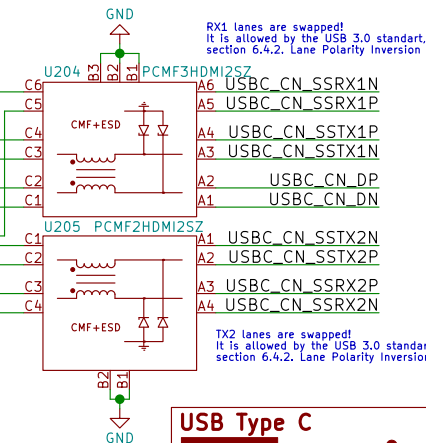 GND
RX1 lanes are swapped!
It is allowed by the USB 3.0 standart,
section 6.4.2. Lane Polarity Inversion
U204 B3 B2 B1 PCMF3HDMI2SZ
C6 A6 USBC_CN_SSRX1N
C5 A5 USBC_CN_SSRX1P
CMF+ESD
C4 A4 USBC_CN_SSTX1P
C3 A3 USBC_CN_SSTX1N
C2 A2 USBC_CN_DP
C1 A1 USBC_CN_DN
U205 PCMF2HDMI2SZ
C1 A1 USBC_CN_SSTX2N
C2 A2 USBC_CN_SSTX2P
C3 A3 USBC_CN_SSRX2P
C4 A4 USBC_CN_SSRX2N
CMF+ESD
TX2 lanes are swapped!
It is allowed by the USB 3.0 standar
section 6.4.2. Lane Polarity Inversion
B2 B1
GND
USB Type C